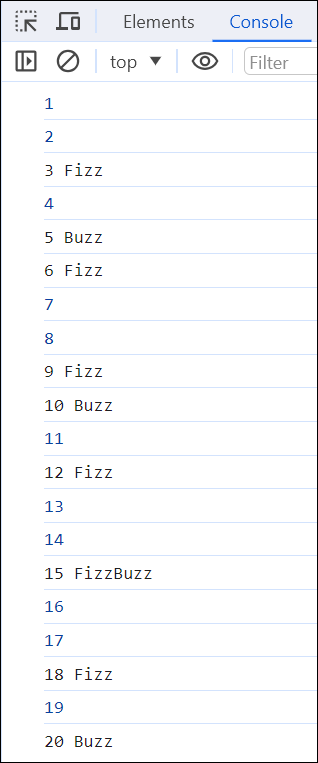 Elements Console
top Filter
1
2
3 Fizz
4
5 Buzz
6 Fizz
7
8
9 Fizz
10 Buzz
11
12 Fizz
13
14
15 FizzBuzz
16
17
18 Fizz
19
20 Buzz